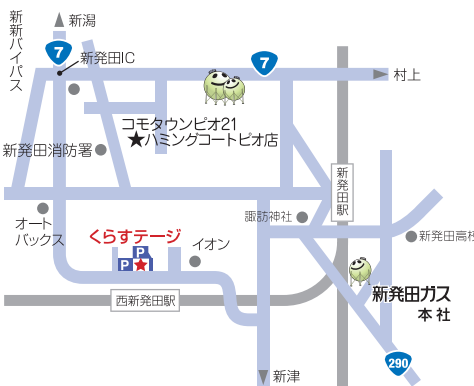 新潟
新新バイパス
7
新発田IC
7
村上
コモタウンピオ21
★ハミングコートピオ店
新発田消防署
新発田駅
オート
バックス
諏訪神社
くらすテージ
イオン
新発田高校
P
P
西新発田駅
新発田ガス
本社
290
新津